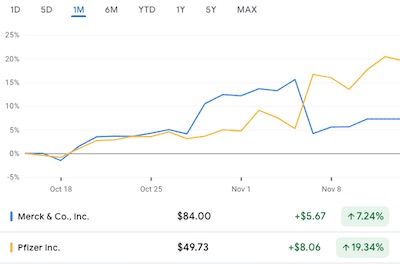 1D 5D 1M 6M YTD 1Y 5Y MAX
25%
20%
15%
10%
5%
0%
-5%
Oct 18 Oct 25 Nov 1 Nov 8
Merck & Co., Inc. $84.00 +$5.67 ↑ 7.24%
Pfizer Inc. $49.73 +$8.06 ↑ 19.34%